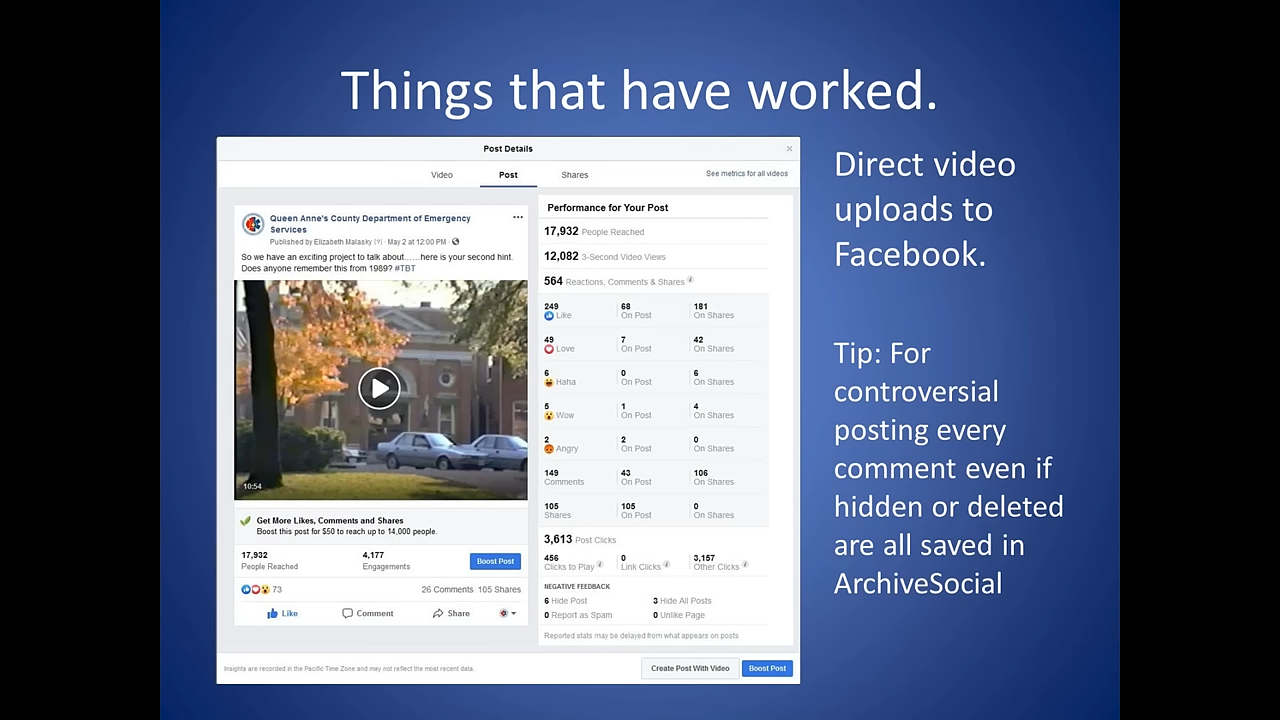 Things that have worked.
Post Details
×
Video Post Shares See metrics for all videos
Queen Anne's County Department of Emergency
Services
Published by Elizabeth Malasky [?] · May 2 at 12:00 PM ·
So we have an exciting project to talk about......here is your second hint.
Does anyone remember this from 1989? #TBT
10:54
Get More Likes, Comments and Shares
Boost this post for $50 to reach up to 14,000 people.
17,932 4,177
People Reached Engagements
Boost Post
73 26 Comments 105 Shares
Like Comment Share
Performance for Your Post
17,932 People Reached
12,082 3-Second Video Views
564 Reactions, Comments & Shares
249 68 181
Like On Post On Shares
49 7 42
Love On Post On Shares
6 0 6
Haha On Post On Shares
5 1 4
Wow On Post On Shares
2 2 0
Angry On Post On Shares
149 43 106
Comments On Post On Shares
105 105 0
Shares On Post On Shares
3,613 Post Clicks
456 0 3,157
Clicks to Play Link Clicks Other Clicks
NEGATIVE FEEDBACK
6 Hide Post 3 Hide All Posts
0 Report as Spam 0 Unlike Page
Reported stats may be delayed from what appears on posts
Insights are recorded in the Pacific Time Zone and may not reflect the most recent data.
Create Post With Video Boost Post
Direct video
uploads to
Facebook.
Tip: For
controversial
posting every
comment even if
hidden or deleted
are all saved in
ArchiveSocial